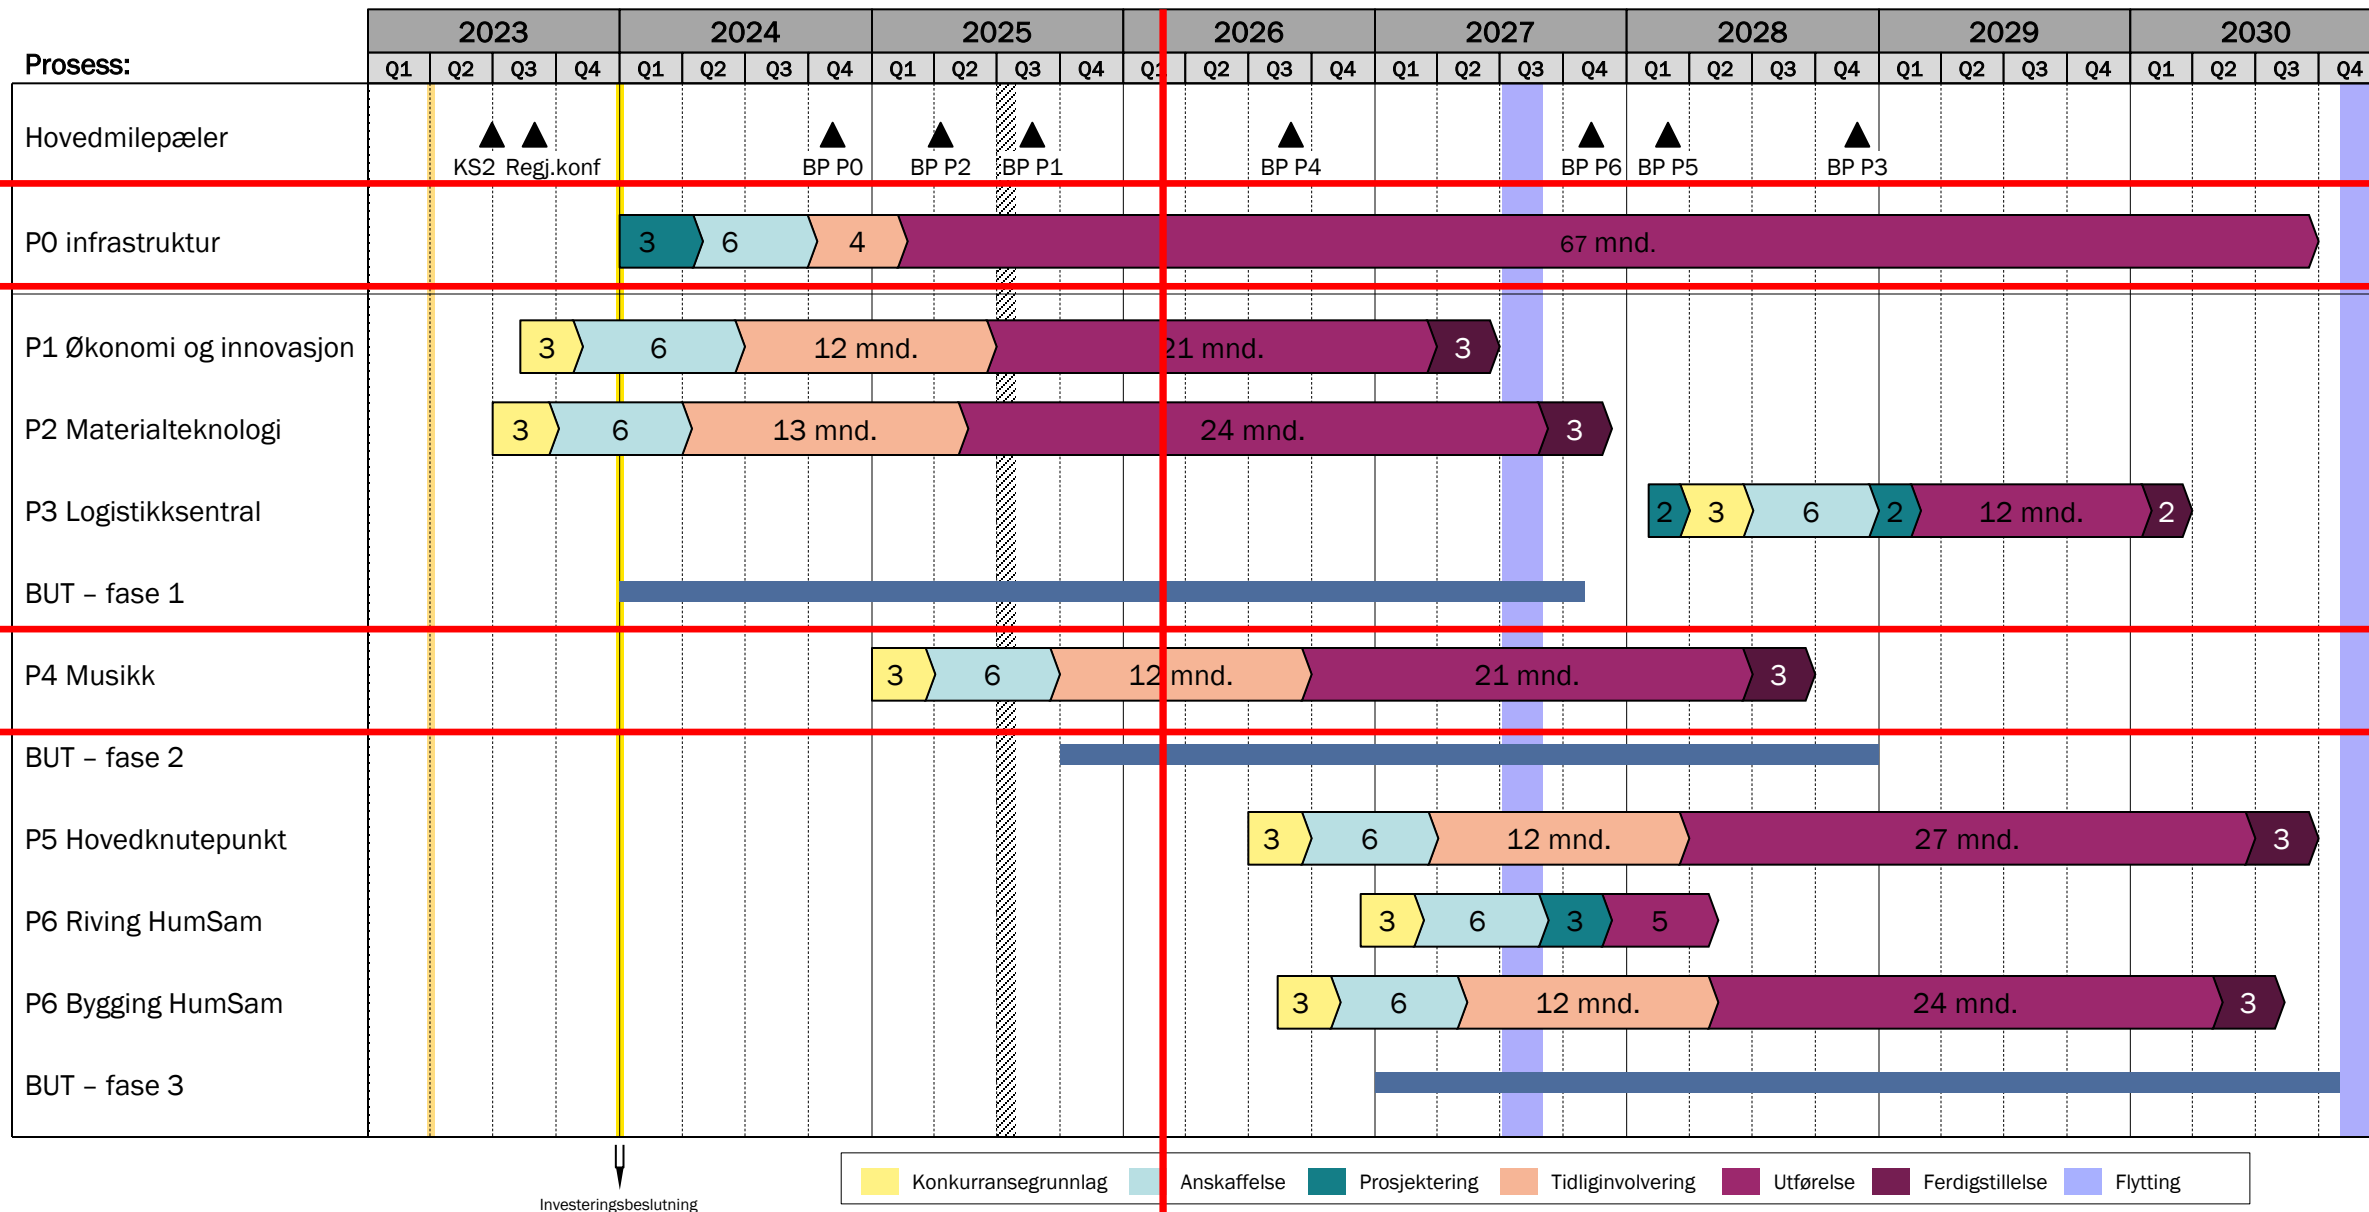 2023 2024 2025 2026 2027 2028 2029 2030
Prosess:
Q1 Q2 Q3 Q4 Q1 Q2 Q3 Q4 Q1 Q2 Q3 Q4 Q1 Q2 Q3 Q4 Q1 Q2 Q3 Q4 Q1 Q2 Q3 Q4 Q1 Q2 Q3 Q4 Q1 Q2 Q3 Q4
Hovedmilepæler
KS2 Regj.konf BP P0 BP P2 BP P1 BP P4 BP P6 BP P5 BP P3
P0 infrastruktur 3 6 4 67 mnd.
P1 Økonomi og innovasjon 3 6 12 mnd. 21 mnd. 3
P2 Materialteknologi 3 6 13 mnd. 24 mnd. 3
P3 Logistikksentral 2 3 6 2 12 mnd. 2
BUT – fase 1
P4 Musikk 3 6 12 mnd. 21 mnd. 3
BUT – fase 2
P5 Hovedknutepunkt 3 6 12 mnd. 27 mnd. 3
P6 Riving HumSam 3 6 3 5
P6 Bygging HumSam 3 6 12 mnd. 24 mnd. 3
BUT – fase 3
Konkurransegrunnlag Anskaffelse Prosjektering Tidliginvolvering Utførelse Ferdigstillelse Flytting
Investeringsbeslutning